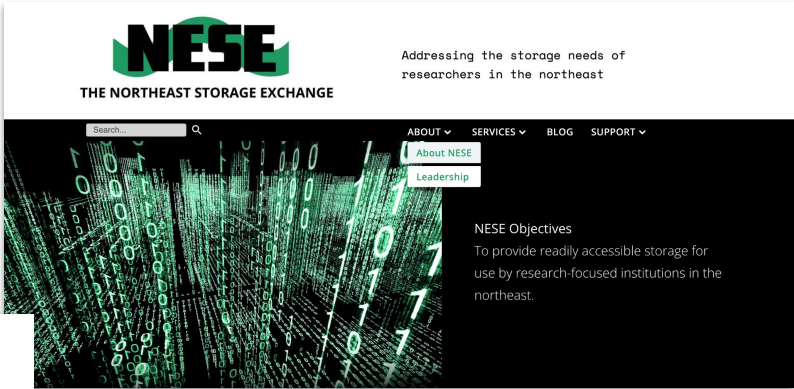 NESE
THE NORTHEAST STORAGE EXCHANGE
Addressing the storage needs of
researchers in the northeast
Search...
ABOUT SERVICES BLOG SUPPORT
About NESE
Leadership
NESE Objectives
To provide readily accessible storage for
use by research-focused institutions in the
northeast.